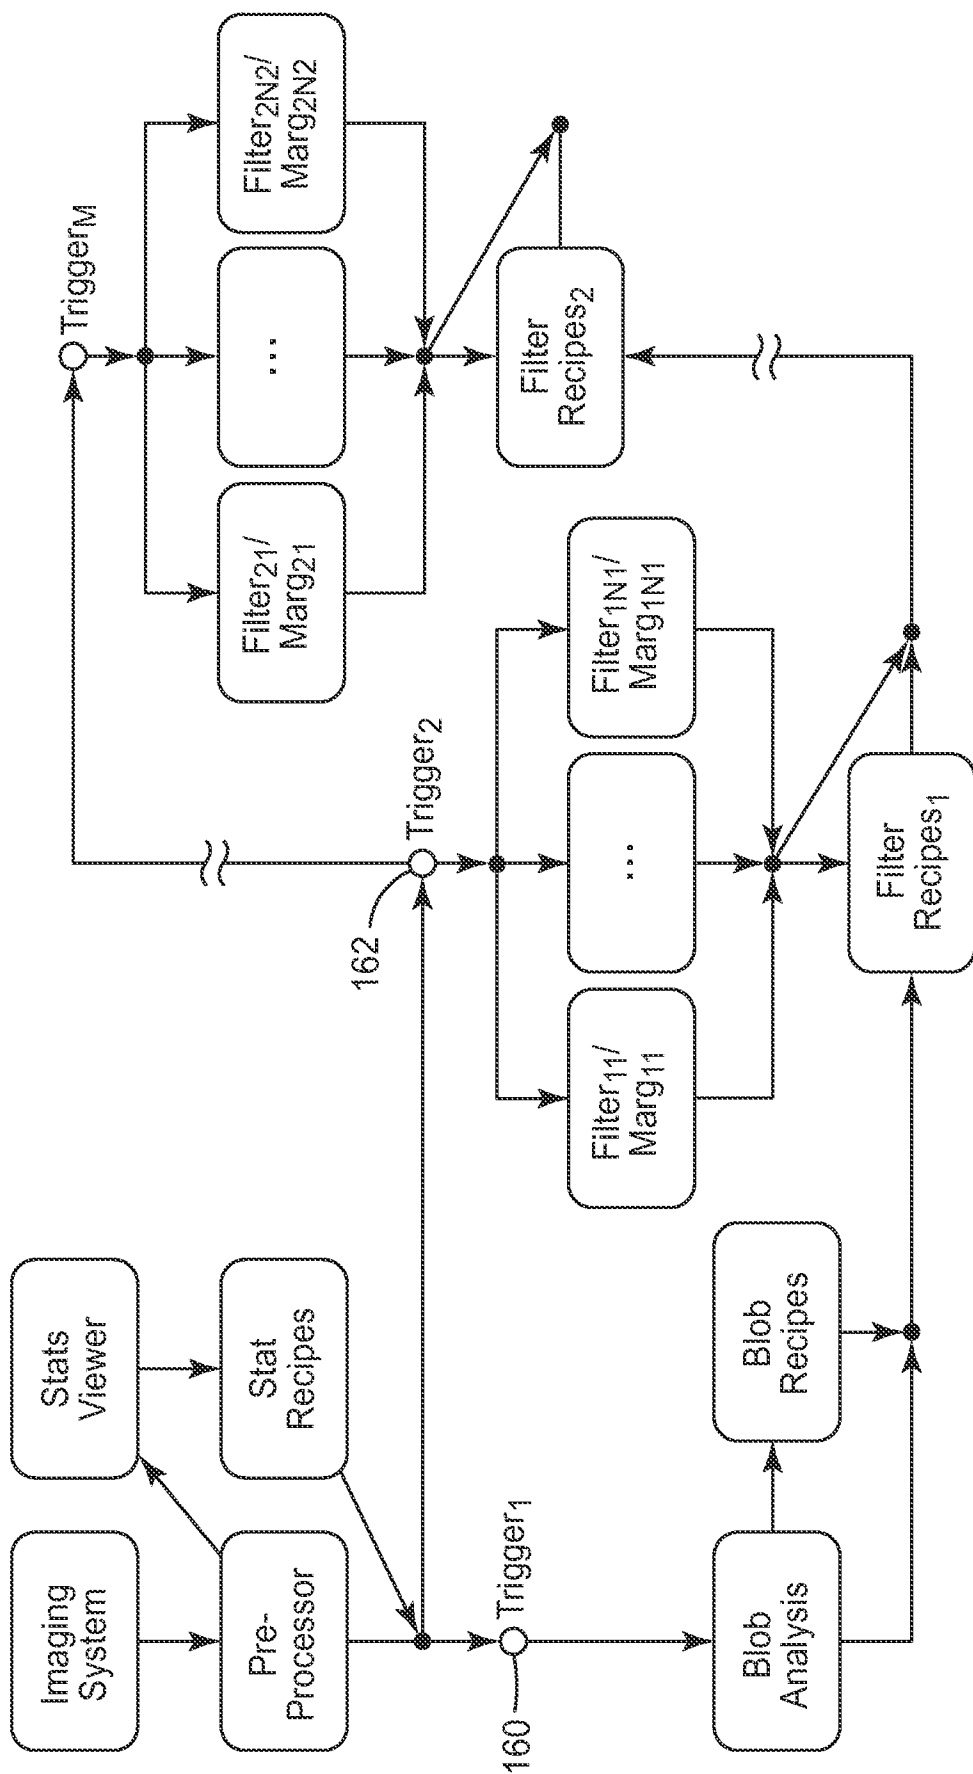 Imaging
System
Pre-
Processor
Stats
Viewer
Stat
Recipes
160
Trigger₁
Blob
Analysis
Blob
Recipes
162
Trigger₂
Filter₁₁/
Marg₁₁
...
Filter₁N₁/
Marg₁N₁
Filter
Recipes₁
TriggerM
Filter₂₁/
Marg₂₁
...
Filter₂N₂/
Marg₂N₂
Filter
Recipes₂